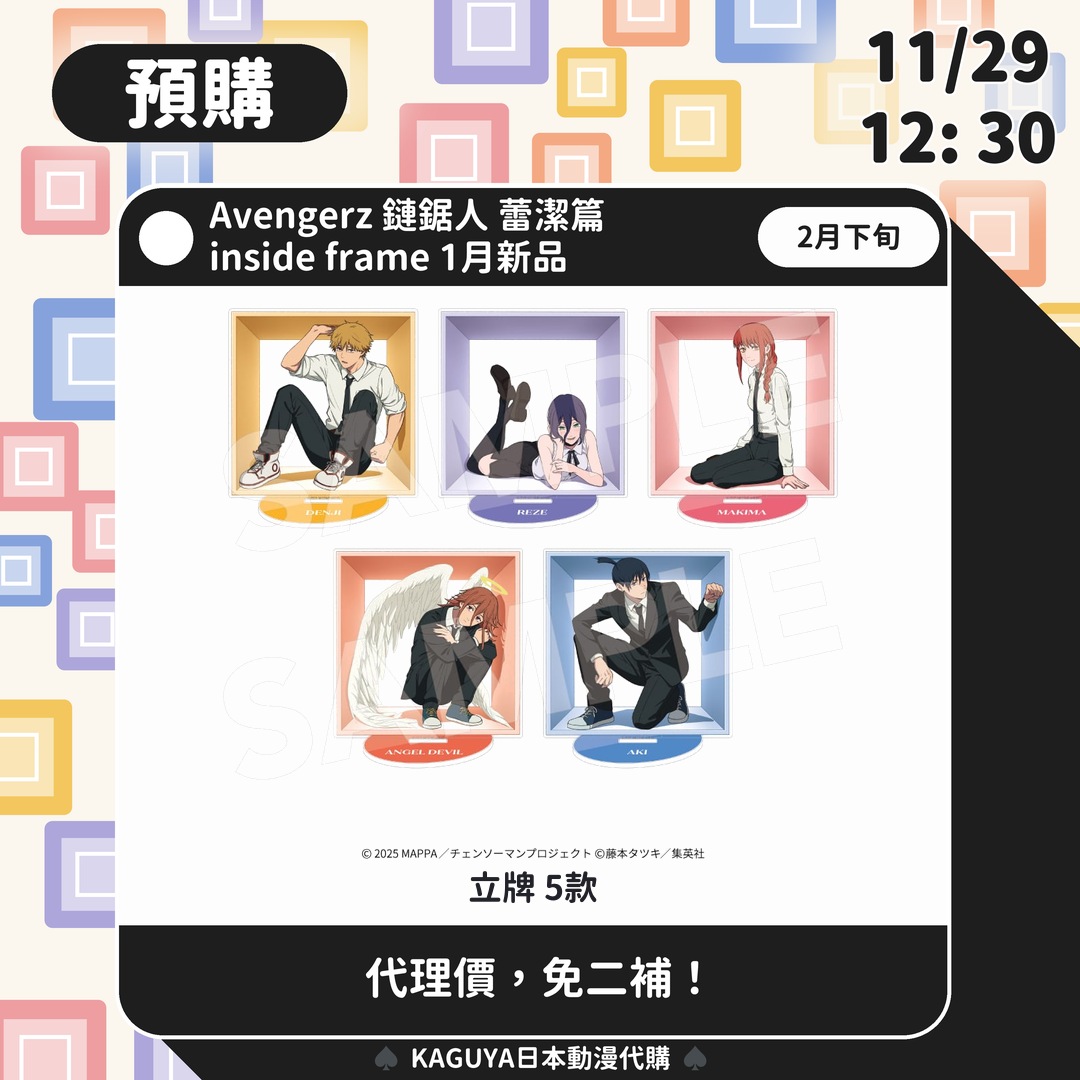 預購
11/29
12: 30
Avengerz 鏈鋸人 蕾潔篇
inside frame 1月新品
2月下旬
SAMPLE
DENJI
REZE
MAKIMA
SAMPLE
ANGEL DEVIL
AKI
© 2025 MAPPA／チェンソーマンプロジェクト ©藤本タツキ／集英社
立牌 5款
代理價，免二補！
♠ KAGUYA日本動漫代購 ♠